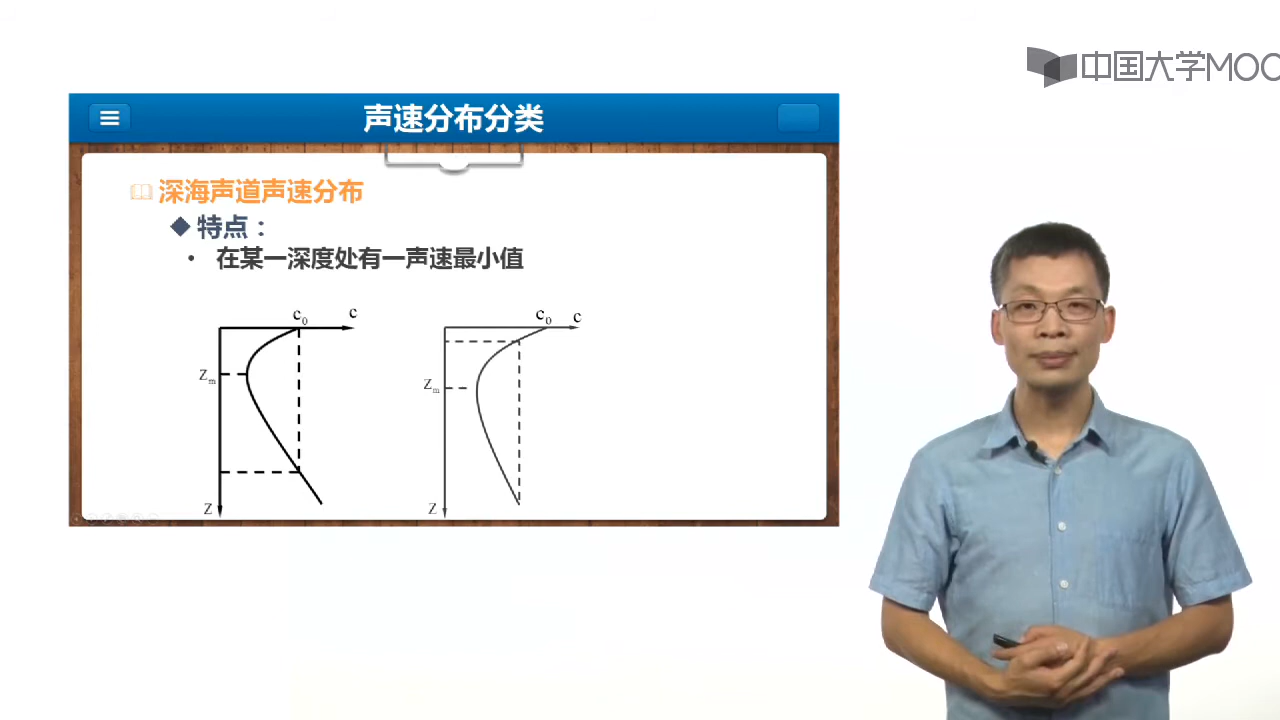 中国大学MOO
声速分布分类
深海声道声速分布
特点：
• 在某一深度处有一声速最小值
c0 c
zm
z
c0 c
zm
z